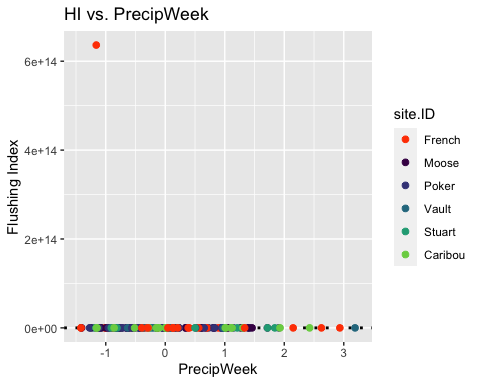 HI vs. PrecipWeek
Flushing Index
6e+14
4e+14
2e+14
0e+00
-1
0
1
2
3
PrecipWeek
site.ID
French
Moose
Poker
Vault
Stuart
Caribou